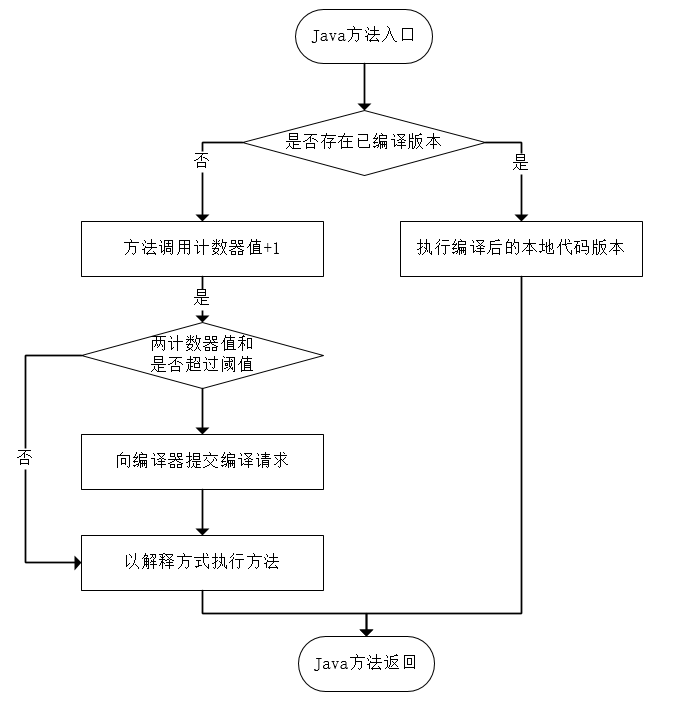 Java方法入口
是否存在已编译版本
否
是
方法调用计数器值+1
执行编译后的本地代码版本
是
两计数器值和
是否超过阈值
否
向编译器提交编译请求
以解释方式执行方法
Java方法返回